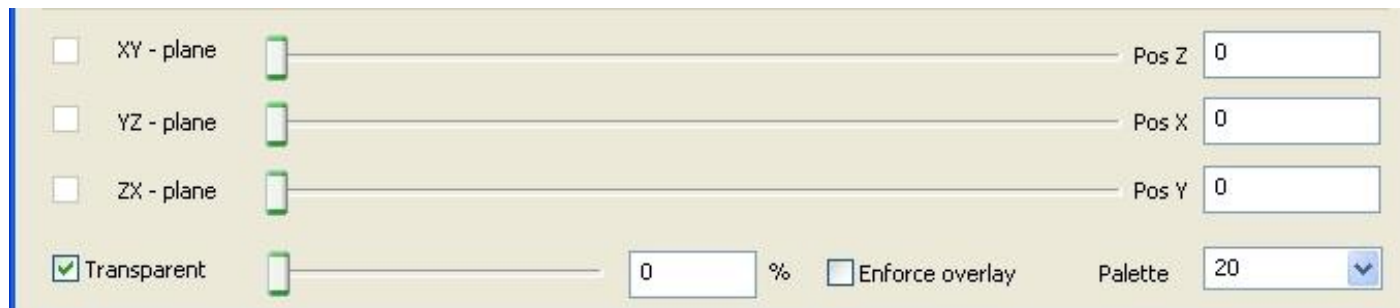 XY - plane Pos Z 0
YZ - plane Pos X 0
ZX - plane Pos Y 0
Transparent 0 % Enforce overlay Palette 20